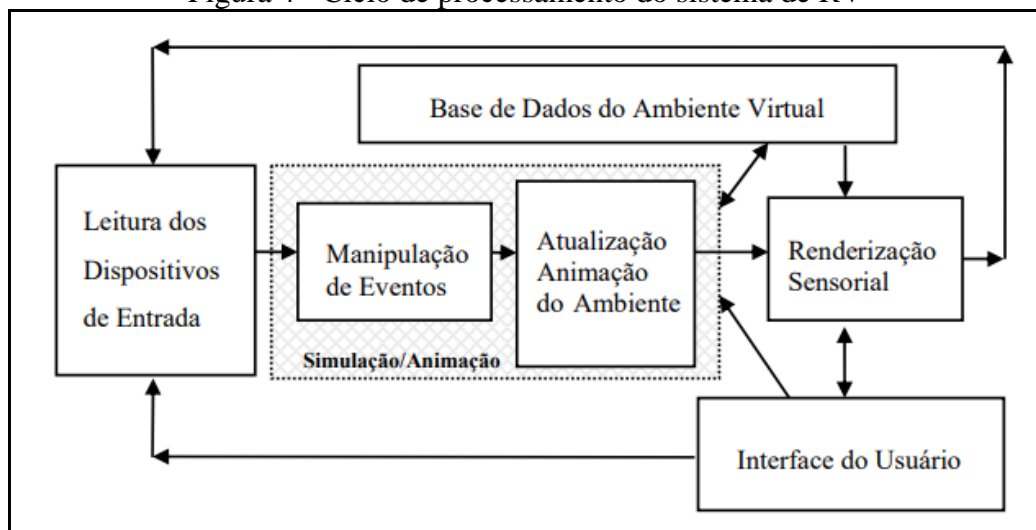 Figura 4 - Ciclo de processamento do sistema de RV
Base de Dados do Ambiente Virtual
Leitura dos
Dispositivos
de Entrada
Manipulação
de Eventos
Atualização
Animação
do Ambiente
Simulação/Animação
Renderização
Sensorial
Interface do Usuário